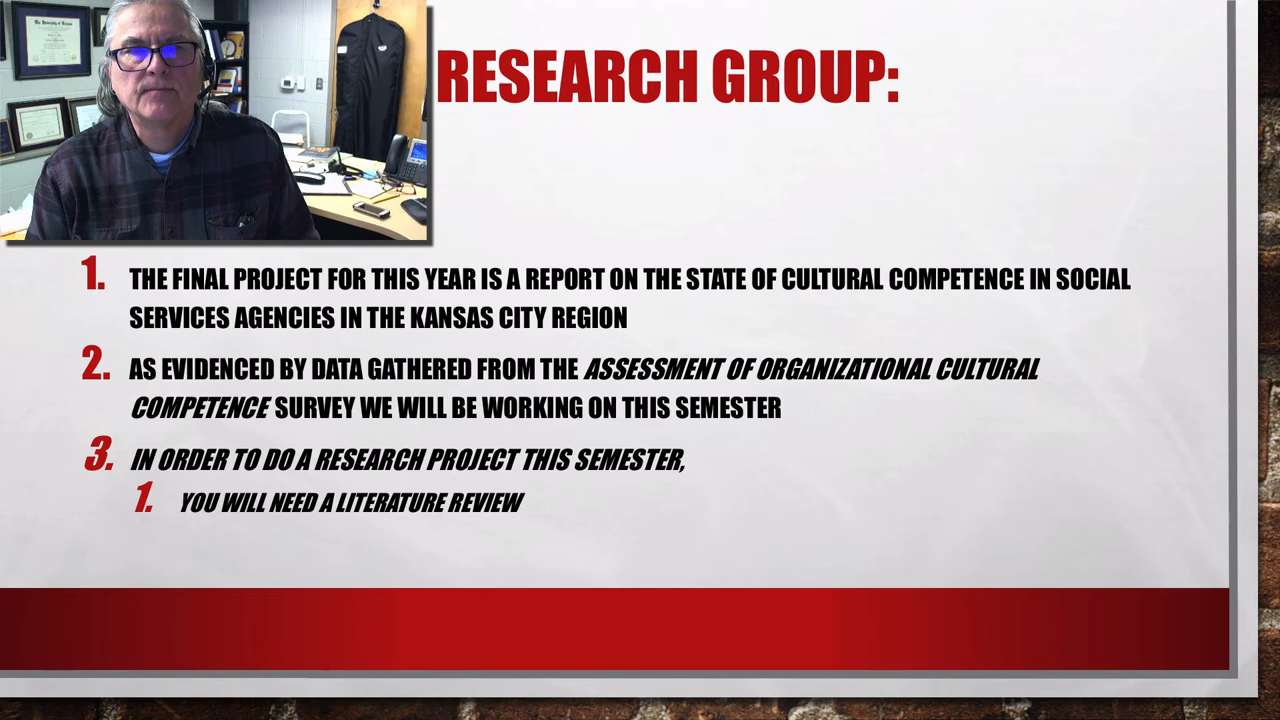 RESEARCH GROUP:
1. THE FINAL PROJECT FOR THIS YEAR IS A REPORT ON THE STATE OF CULTURAL COMPETENCE IN SOCIAL
SERVICES AGENCIES IN THE KANSAS CITY REGION
2. AS EVIDENCED BY DATA GATHERED FROM THE ASSESSMENT OF ORGANIZATIONAL CULTURAL
COMPETENCE SURVEY WE WILL BE WORKING ON THIS SEMESTER
3. IN ORDER TO DO A RESEARCH PROJECT THIS SEMESTER,
1. YOU WILL NEED A LITERATURE REVIEW